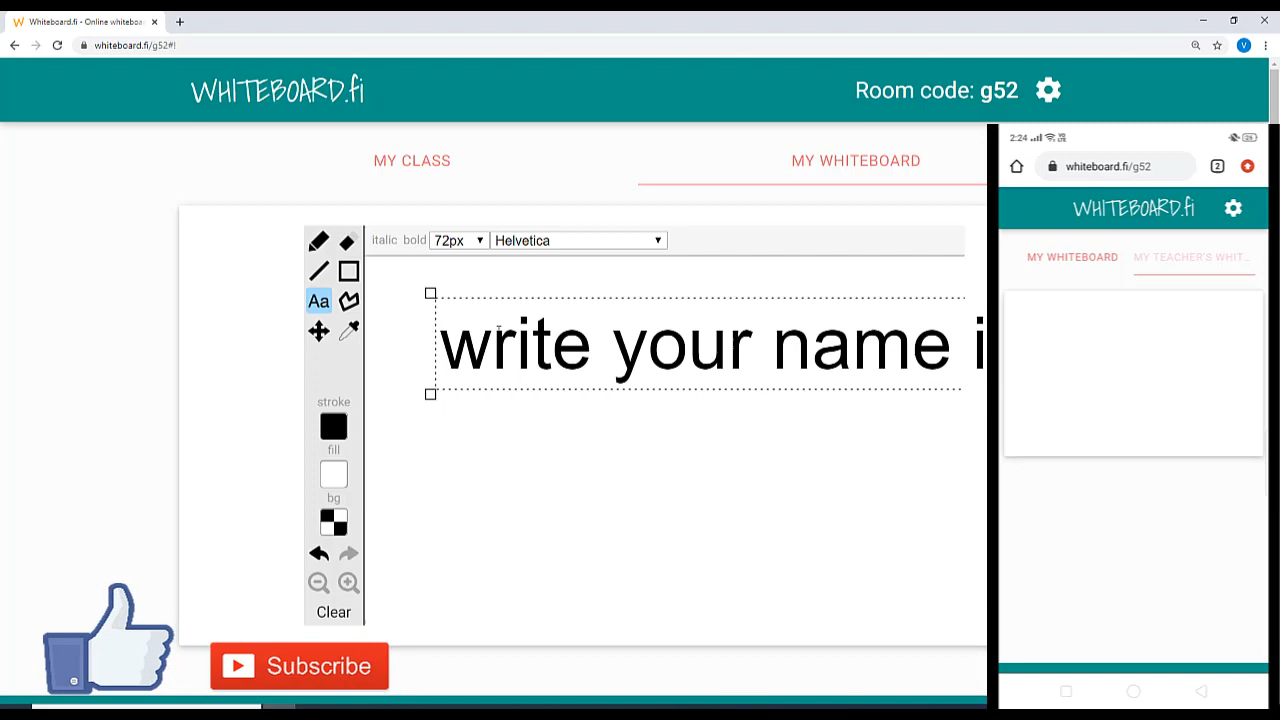 Whiteboard.fi - Online whiteboa
whiteboard.fi/g52#!
V
WHITEBOARD.fi
Room code: g52
MY CLASS
MY WHITEBOARD
italic bold 72px Helvetica
Aa
write your name i
stroke
fill
bg
Clear
Subscribe
2:24
26
whiteboard.fi/g52
2
WHITEBOARD.fi
MY WHITEBOARD
MY TEACHER'S WHIT...